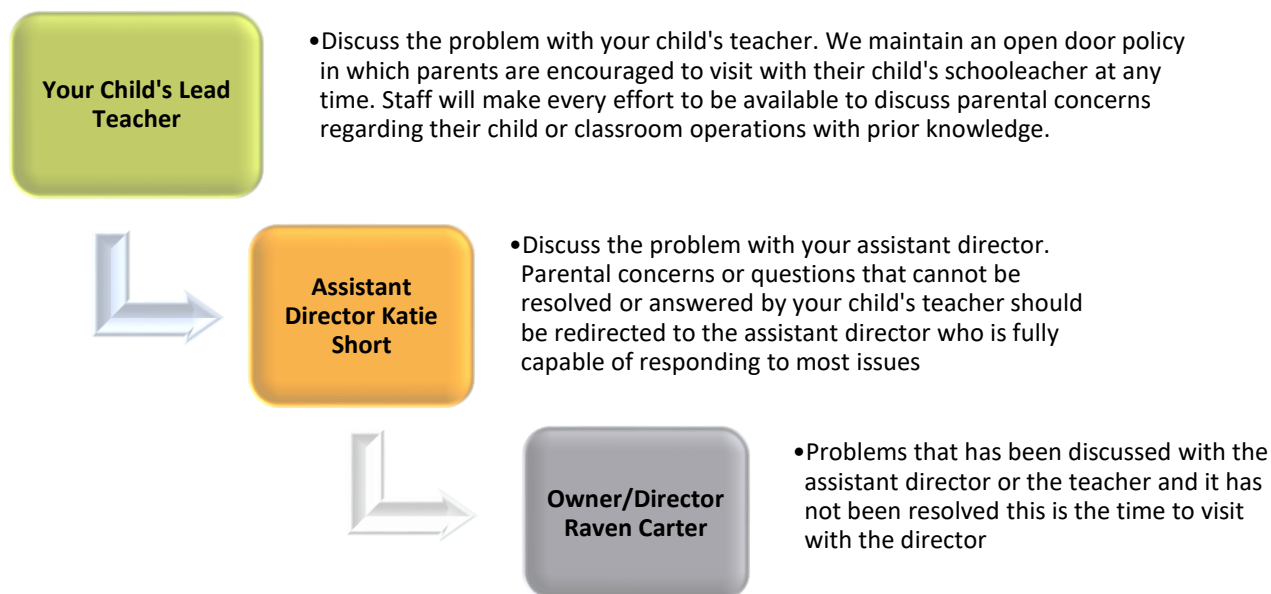 Your Child's Lead
Teacher
•Discuss the problem with your child's teacher. We maintain an open door policy
in which parents are encouraged to visit with their child's schooleacher at any
time. Staff will make every effort to be available to discuss parental concerns
regarding their child or classroom operations with prior knowledge.
Assistant
Director Katie
Short
•Discuss the problem with your assistant director.
Parental concerns or questions that cannot be
resolved or answered by your child's teacher should
be redirected to the assistant director who is fully
capable of responding to most issues
Owner/Director
Raven Carter
•Problems that has been discussed with the
assistant director or the teacher and it has
not been resolved this is the time to visit
with the director